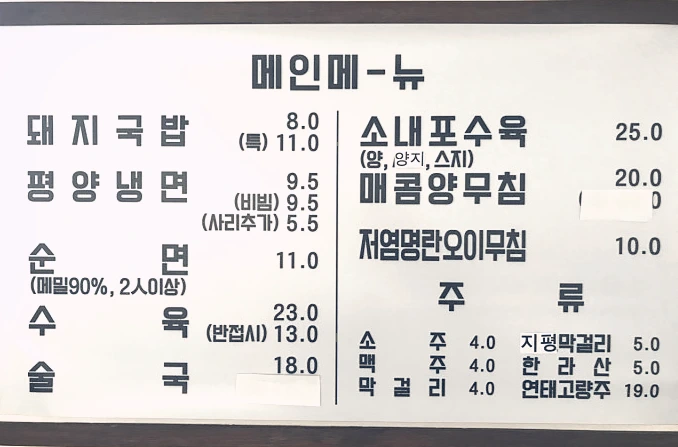 메인메-뉴
돼지국밥 8.0
(특) 11.0
평양냉면 9.5
(비빔) 9.5
(사리추가) 5.5
순면 11.0
(메밀90%, 2人이상)
수육 23.0
(반접시) 13.0
술국 18.0
소내포수육 25.0
(양, 양지, 스지)
매콤양무침 20.0
저염명란오이무침 10.0
주류
소주 4.0
맥주 4.0
막걸리 4.0
지평막걸리 5.0
한라산 5.0
연태고량주 19.0